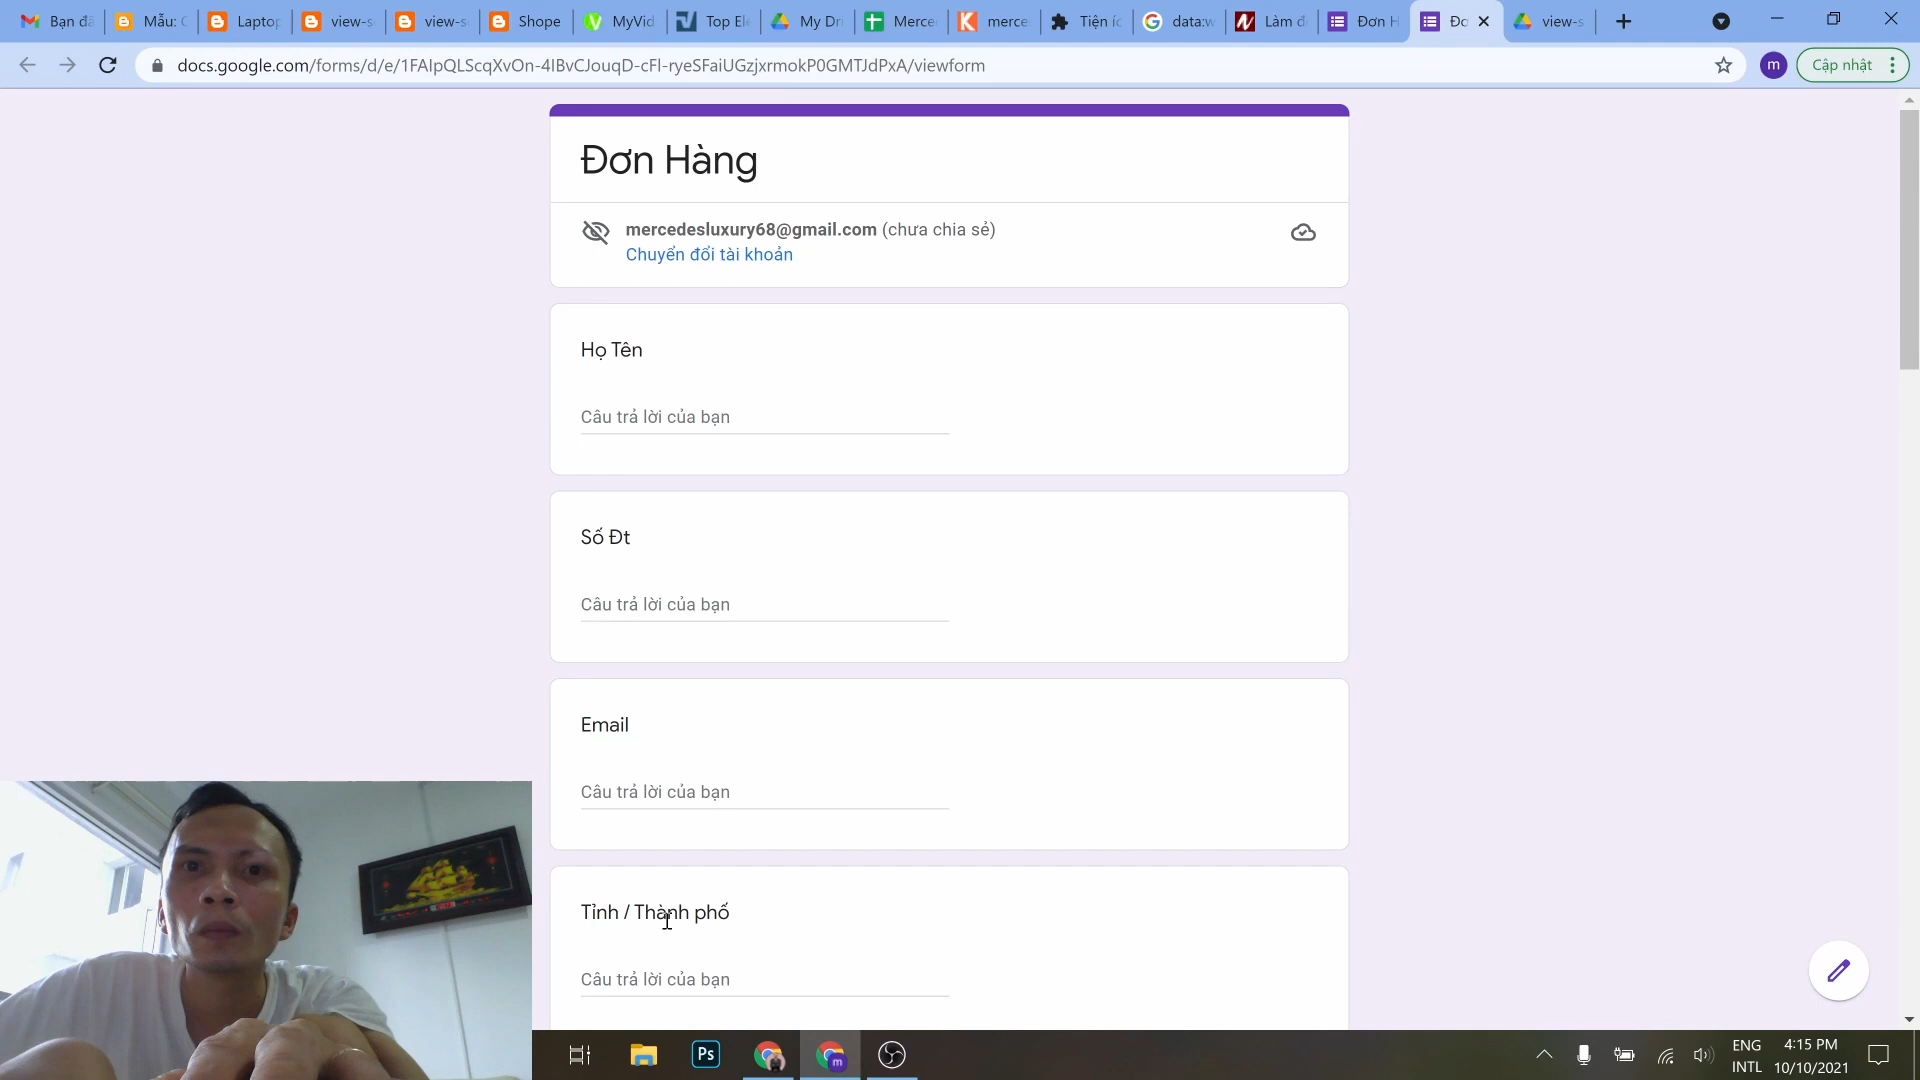 Bạn đã
Mẫu: C
Laptop
view-s
view-s
Shope
MyVid
Top Ele
My Dri
Merce
merce
Tiện íc
data:w
Làm đ
Đơn H
Đơ
view-s
docs.google.com/forms/d/e/1FAIpQLScqXvOn-4IBvCJouqD-cFI-ryeSFaiUGzjxrmokP0GMTJdPxA/viewform
m
Cập nhật
Đơn Hàng
mercedesluxury68@gmail.com (chưa chia sẻ)
Chuyển đổi tài khoản
Họ Tên
Câu trả lời của bạn
Số Đt
Câu trả lời của bạn
Email
Câu trả lời của bạn
Tỉnh / Thành phố
Câu trả lời của bạn
Ps
m
ENG
INTL
4:15 PM
10/10/2021